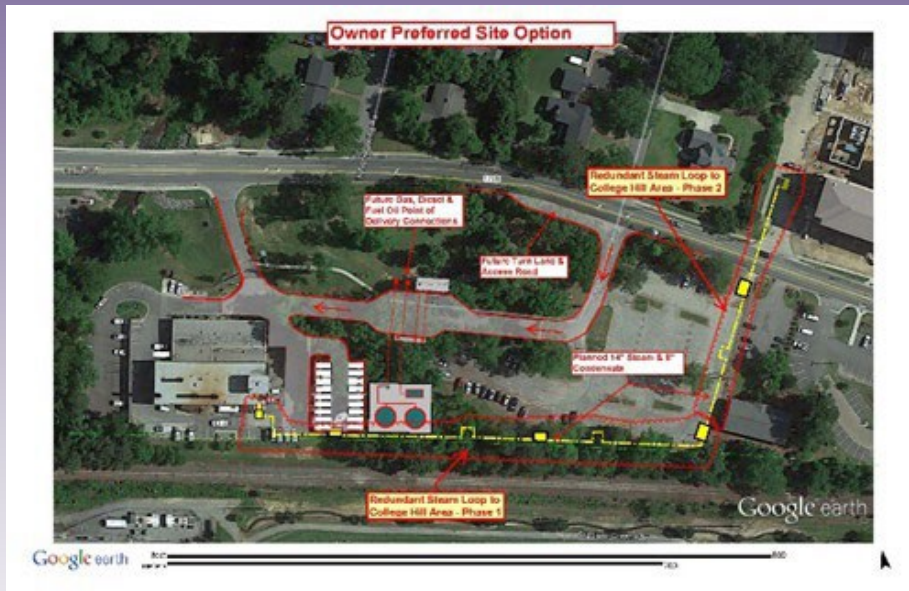 Owner Preferred Site Option
Redundant Steam Loop to
College Hill Area - Phase 2
Future Gas, Diesel &
Fuel Oil Point of
Delivery Connections
Future Turn Land &
Access Road
Planned 14" Steam & 8"
Condensate
Redundant Steam Loop to
College Hill Area - Phase 1
Google earth
Google earth
feet